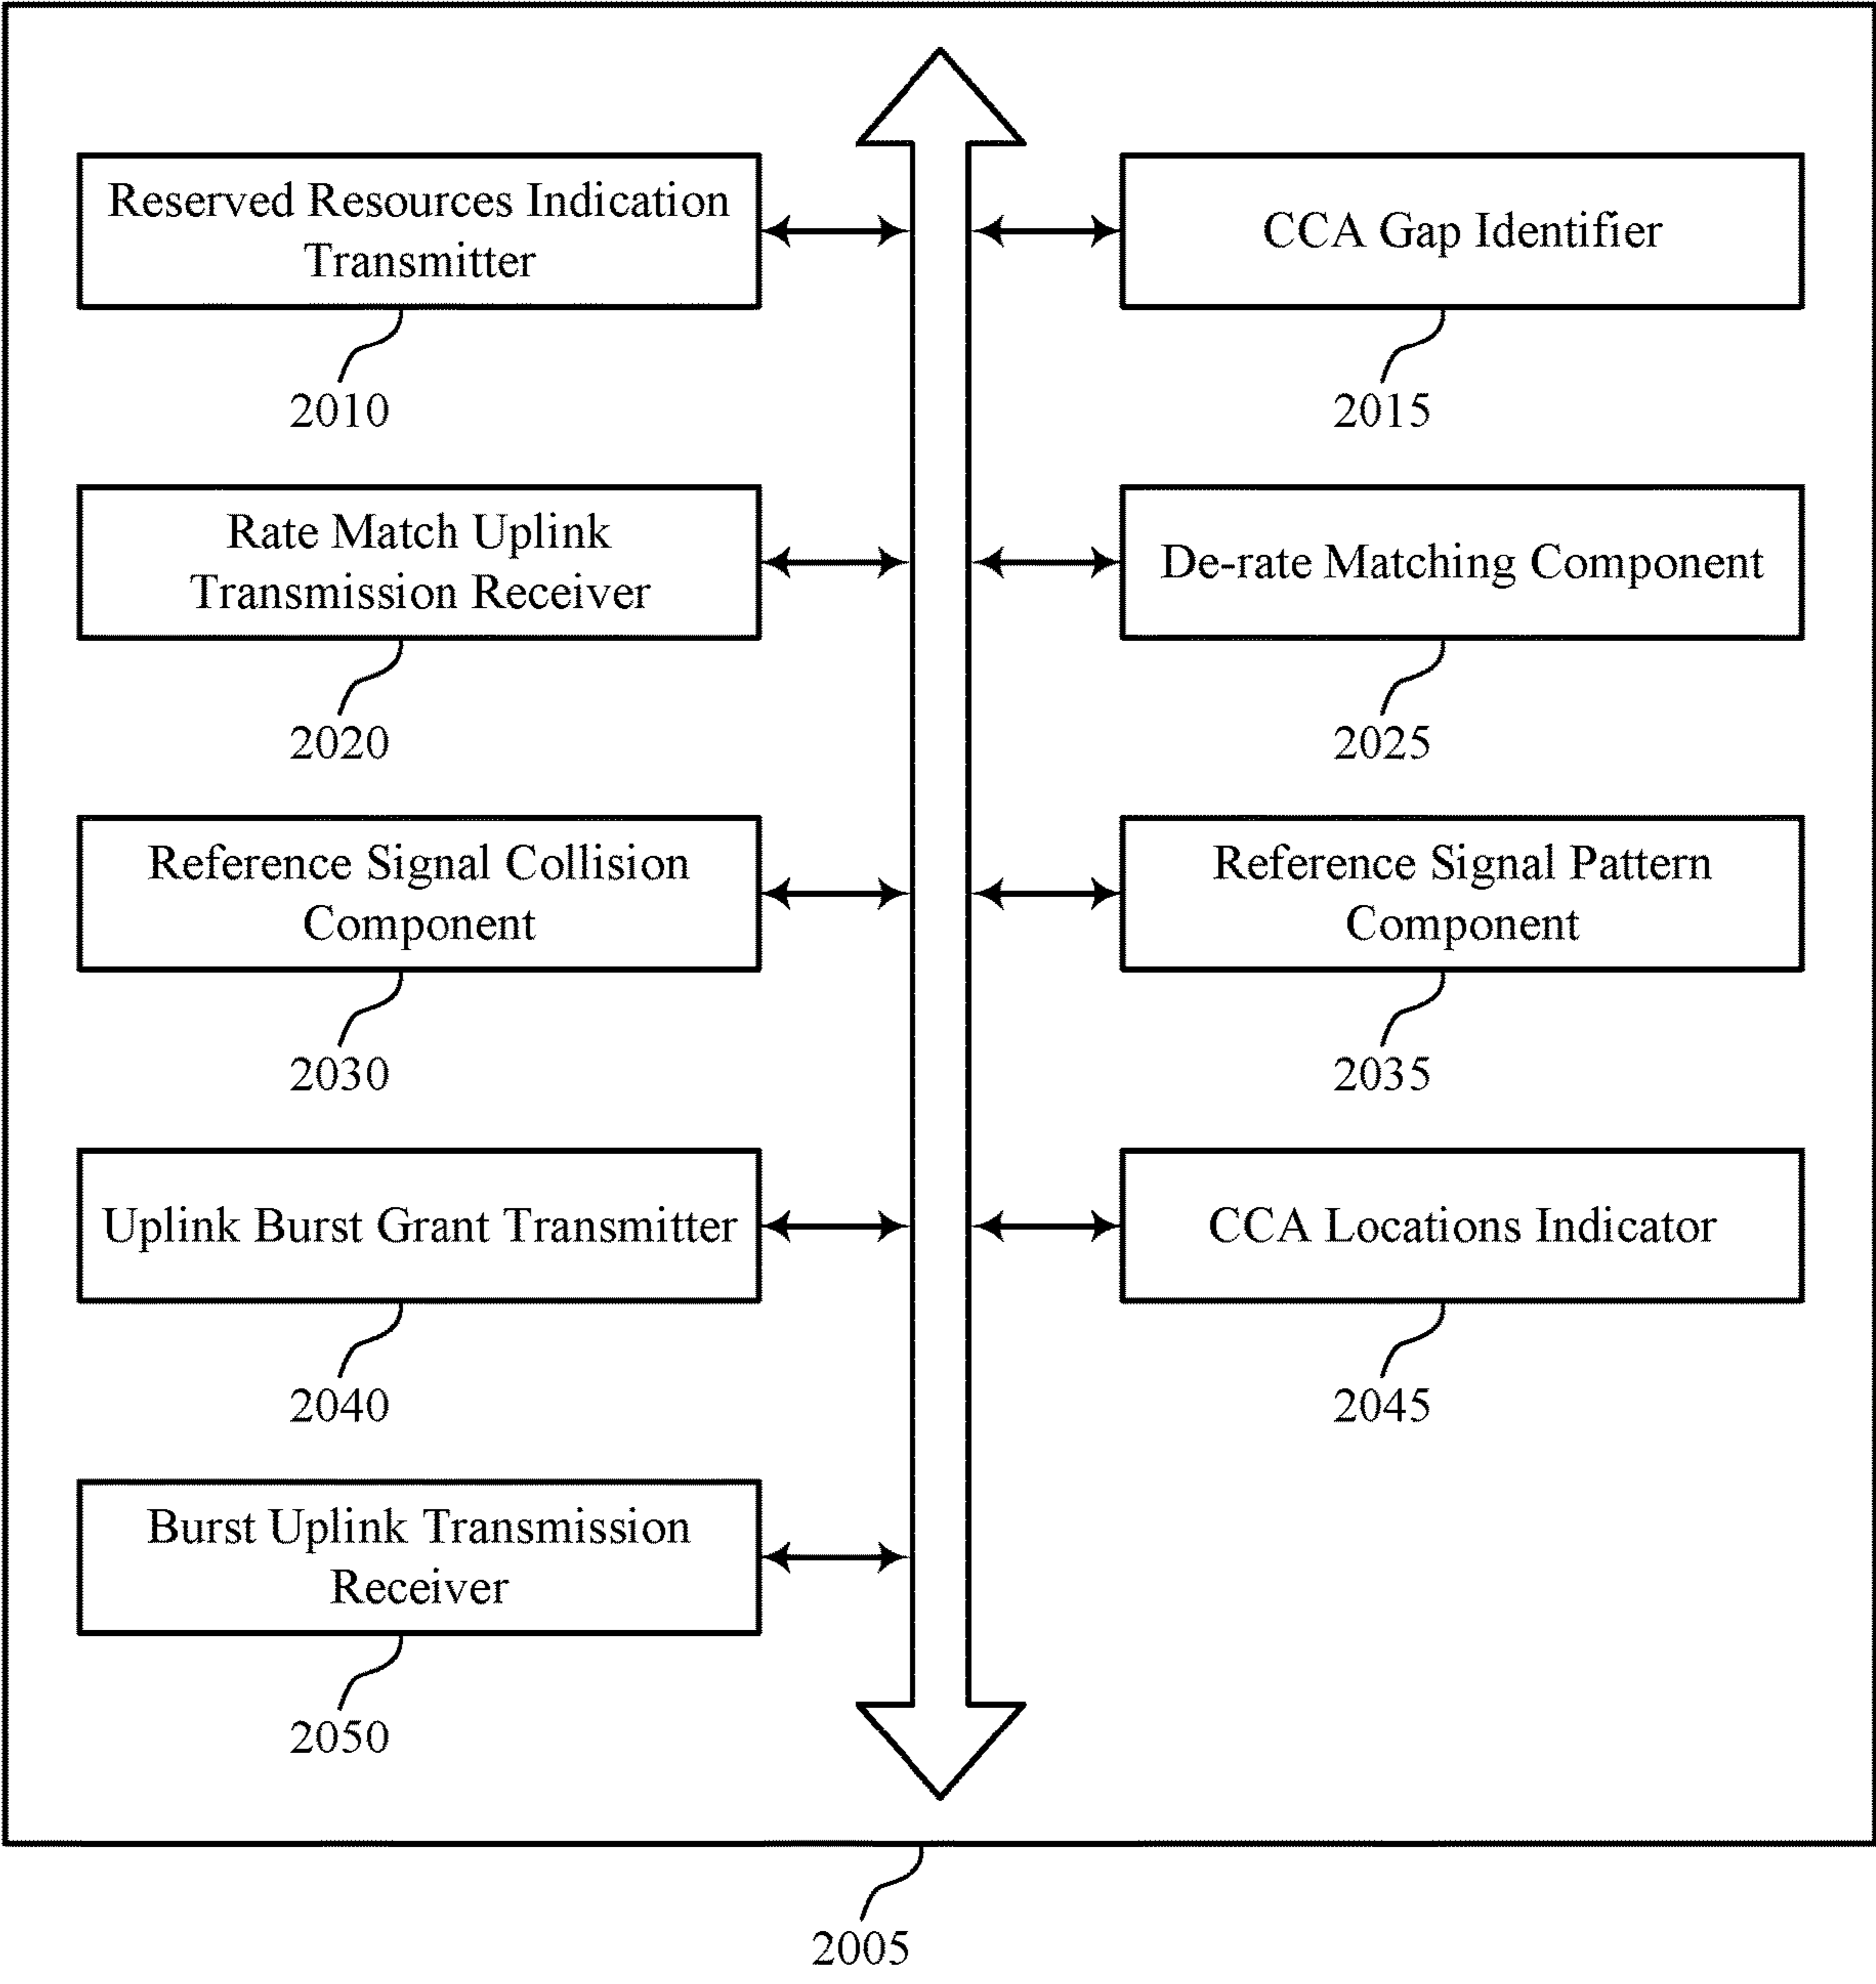 Reserved Resources Indication
Transmitter
2010
CCA Gap Identifier
2015
Rate Match Uplink
Transmission Receiver
2020
De-rate Matching Component
2025
Reference Signal Collision
Component
2030
Reference Signal Pattern
Component
2035
Uplink Burst Grant Transmitter
2040
CCA Locations Indicator
2045
Burst Uplink Transmission
Receiver
2050
2005